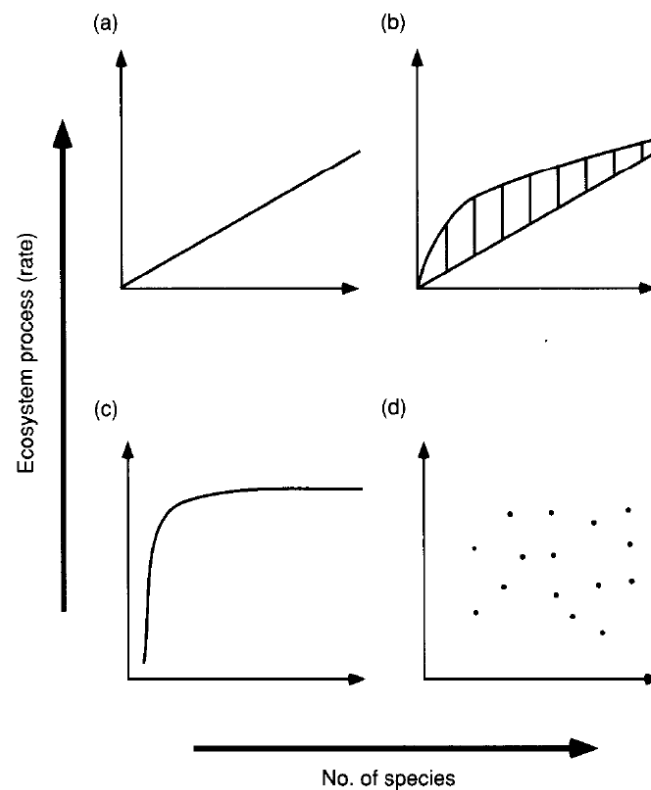 (a)
(b)
Ecosystem process (rate)
(c)
(d)
No. of species